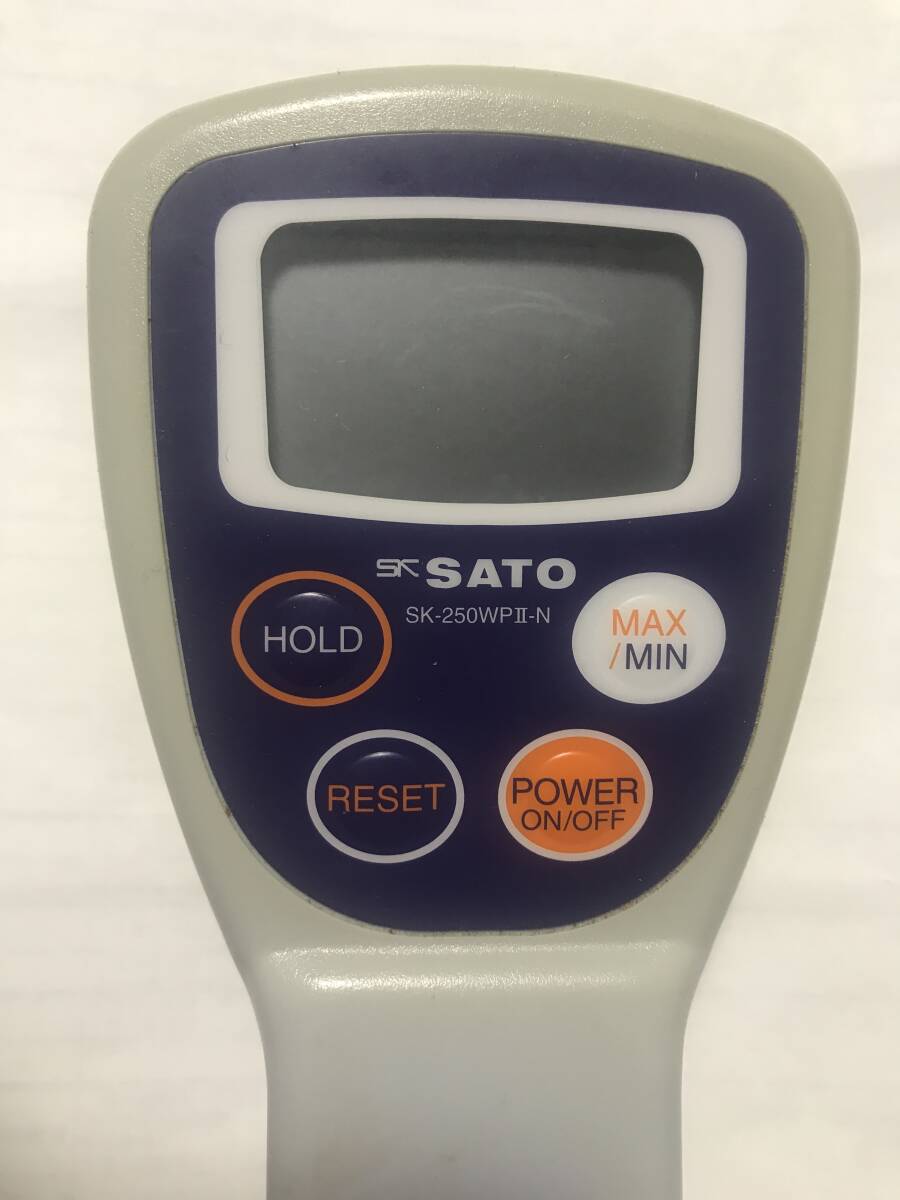 SK SATO
SK-250WPⅡ-N
HOLD
MAX
/MIN
RESET
POWER
ON/OFF